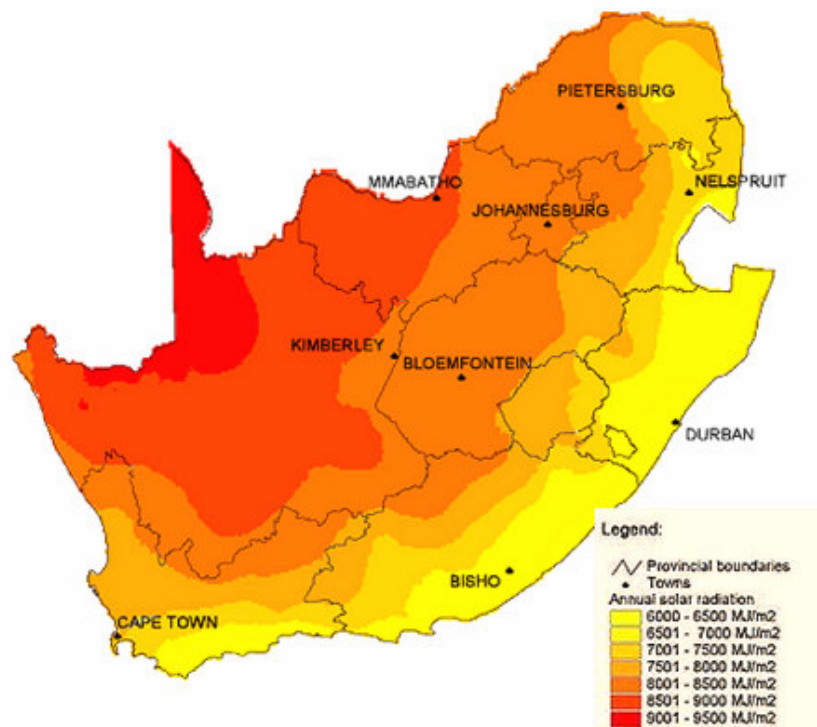 PIETERSBURG
MMABATHO
NELSPRUIT
JOHANNESBURG
KIMBERLEY
BLOEMFONTEIN
DURBAN
BISHO
CAPE TOWN
Legend:
Provincial boundaries
Towns
Annual solar radiation
6000 - 6500 MJ/m2
6501 - 7000 MJ/m2
7001 - 7500 MJ/m2
7501 - 8000 MJ/m2
8001 - 8500 MJ/m2
8501 - 9000 MJ/m2
9001 - 9500 MJ/m2